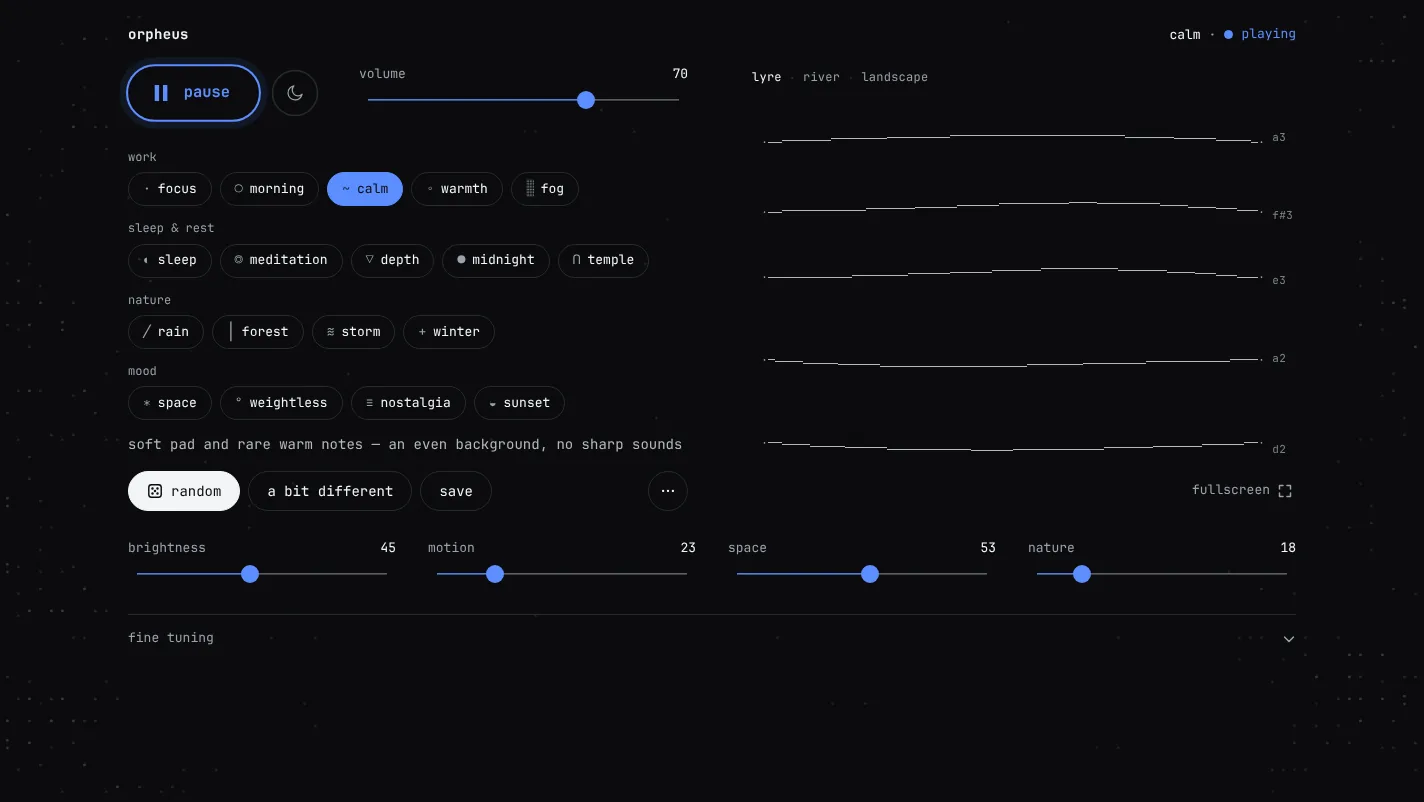 orpheus
calm · playing
pause
volume 70
lyre · river · landscape
a3
f#3
e3
a2
d2
work
focus morning calm warmth fog
sleep & rest
sleep meditation depth midnight temple
nature
rain forest storm winter
mood
space weightless nostalgia sunset
soft pad and rare warm notes — an even background, no sharp sounds
random a bit different save ...
fullscreen
brightness 45 motion 23 space 53 nature 18
fine tuning